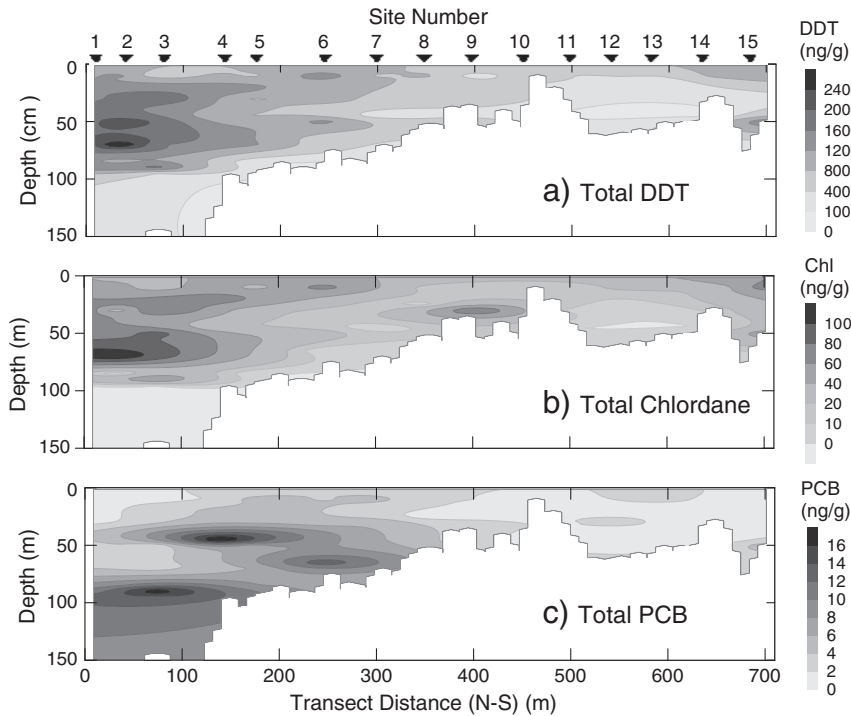 Site Number
1 2 3 4 5 6 7 8 9 10 11 12 13 14 15
DDT
(ng/g)
240
200
160
120
800
400
100
0
0
50
100
150
Depth (cm )
a) Total DDT
Chl
(ng/g)
100
80
60
40
20
10
0
0
50
100
150
Depth (m)
b) Total Chlordane
PCB
(ng/g)
16
14
12
10
8
6
4
2
0
0
50
100
150
Depth (m)
c) Total PCB
0 100 200 300 400 500 600 700
Transect Distance (N-S) (m)